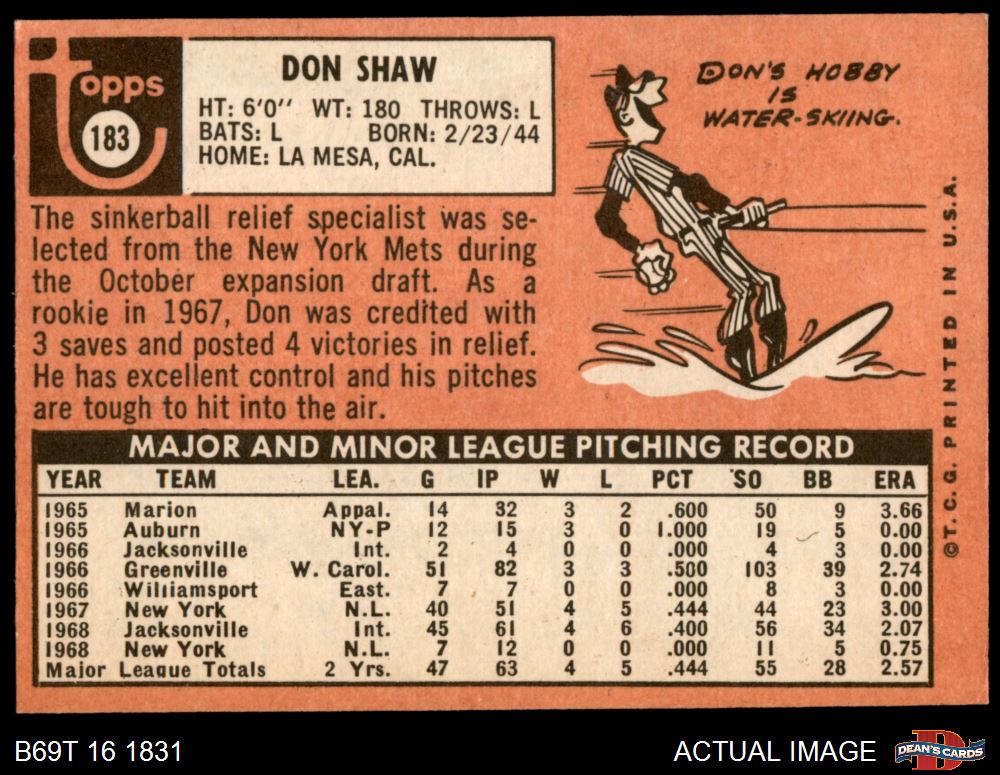 topps
183
DON SHAW
HT: 6'0" WT: 180 THROWS: L
BATS: L BORN: 2/23/44
HOME: LA MESA, CAL.
DON'S HOBBY
IS
WATER-SKIING.
The sinkerball relief specialist was se-
lected from the New York Mets during
the October expansion draft. As a
rookie in 1967, Don was credited with
3 saves and posted 4 victories in relief.
He has excellent control and his pitches
are tough to hit into the air.
MAJOR AND MINOR LEAGUE PITCHING RECORD
YEAR TEAM LEA. G IP W L PCT SO BB ERA
1965 Marion Appal. 14 32 3 2 .600 50 9 3.66
1965 Auburn NY-P 12 15 3 0 1.000 19 5 0.00
1966 Jacksonville Int. 2 4 0 0 .000 4 3 0.00
1966 Greenville W. Carol. 51 82 3 3 .500 103 39 2.74
1966 Williamsport East. 7 7 0 0 .000 8 3 0.00
1967 New York N.L. 40 51 4 5 .444 44 23 3.00
1968 Jacksonville Int. 45 61 4 6 .400 56 34 2.07
1968 New York N.L. 7 12 0 0 .000 11 5 0.75
Major League Totals 2 Yrs. 47 63 4 5 .444 55 28 2.57
©T. C. G. PRINTED IN U.S.A.
B69T 16 1831
ACTUAL IMAGE
DEAN'S CARDS